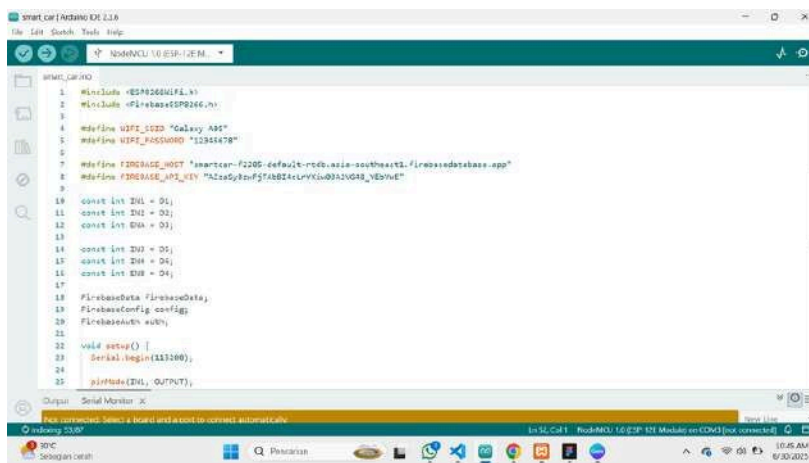 smart_car | Arduino IDE 2.3.6
File Edit Sketch Tools Help
NodeMCU 1.0 (ESP-12E M...
smart_car.ino
1 #include <ESP8266WiFi.h>
2 #include <FirebaseESP8266.h>
3
4 #define WIFI_SSID "Galaxy A05"
5 #define WIFI_PASSWORD "12345678"
6
7 #define FIREBASE_HOST "smartcar-f2205-default-rtdb.asia-southeast1.firebasedatabase.app"
8 #define FIREBASE_API_KEY
9
10 const int IN1 = D1;
11 const int IN2 = D2;
12 const int ENA = D3;
13
14 const int IN3 = D5;
15 const int IN4 = D6;
16 const int ENB = D4;
17
18 FirebaseData firebaseData;
19 FirebaseConfig config;
20 FirebaseAuth auth;
21
22 void setup() {
23 Serial.begin(115200);
24
25 pinMode(IN1, OUTPUT);
Output Serial Monitor
Not connected. Select a board and a port to connect automatically.
New Line
indexing: 53/87
Ln 52, Col 1 NodeMCU 1.0 (ESP-12E Module) on COM3 [not connected]
30°C
Sebagian cerah
Pencarian
10:45 AM
6/30/2025